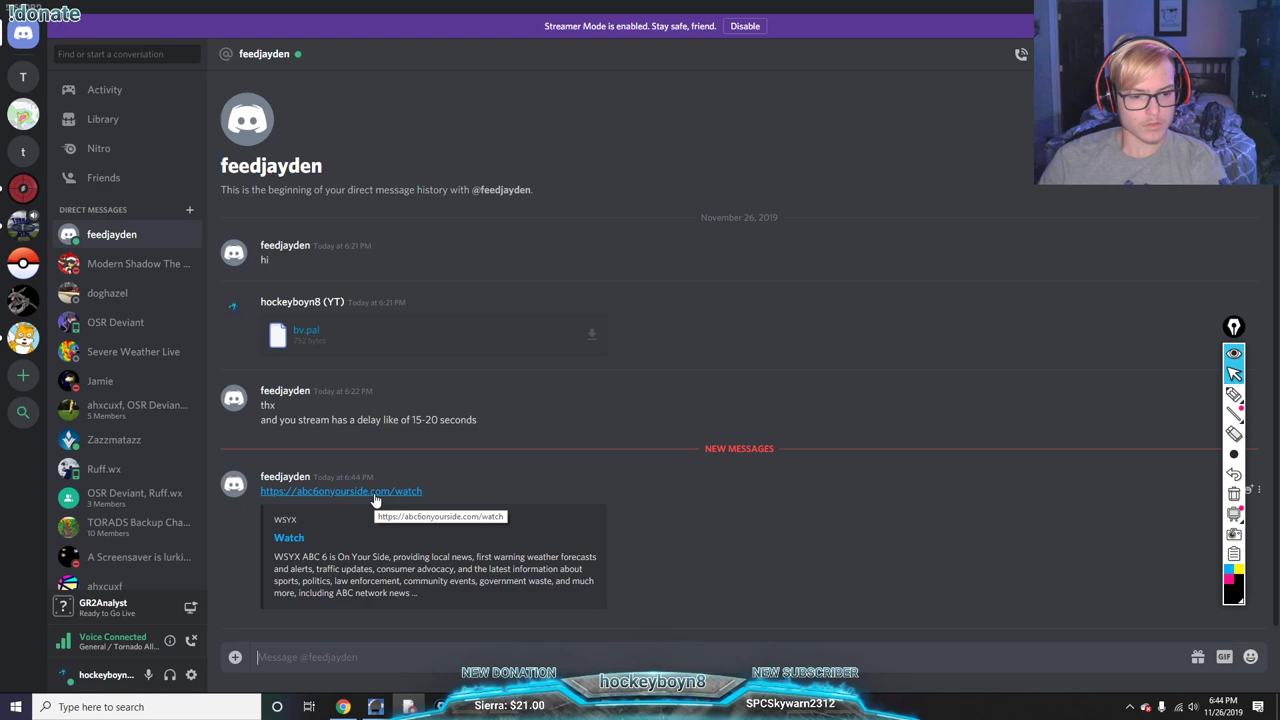 !donate
Streamer Mode is enabled. Stay safe, friend.
Disable
Find or start a conversation
feedjayden
Activity
Library
Nitro
Friends
DIRECT MESSAGES
feedjayden
Modern Shadow The ...
doghazel
OSR Deviant
Severe Weather Live
Jamie
ahxcuxf, OSR Devian...
5 Members
Zazzmatazz
Ruff.wx
OSR Deviant, Ruff.wx
3 Members
TORADS Backup Cha...
10 Members
A Screensaver is lurki...
ahxcuxf
GR2Analyst
Ready to Go Live
Voice Connected
General / Tornado All...
hockeyboyn...
T
t
feedjayden
This is the beginning of your direct message history with @feedjayden.
November 26, 2019
feedjayden Today at 6:21 PM
hi
hockeyboyn8 (YT) Today at 6:21 PM
bv.pal
752 bytes
feedjayden Today at 6:22 PM
thx
and you stream has a delay like of 15-20 seconds
NEW MESSAGES
feedjayden Today at 6:44 PM
https://abc6onyourside.com/watch
https://abc6onyourside.com/watch
WSYX
Watch
WSYX ABC 6 is On Your Side, providing local news, first warning weather forecasts
and alerts, traffic updates, consumer advocacy, and the latest information about
sports, politics, law enforcement, community events, government waste, and much
more, including ABC network news ...
Message @feedjayden
GIF
NEW DONATION
hockeyboyn8
NEW SUBSCRIBER
Sierra: $21.00
SPCSkywarn2312
Type here to search
6:44 PM
11/26/2019